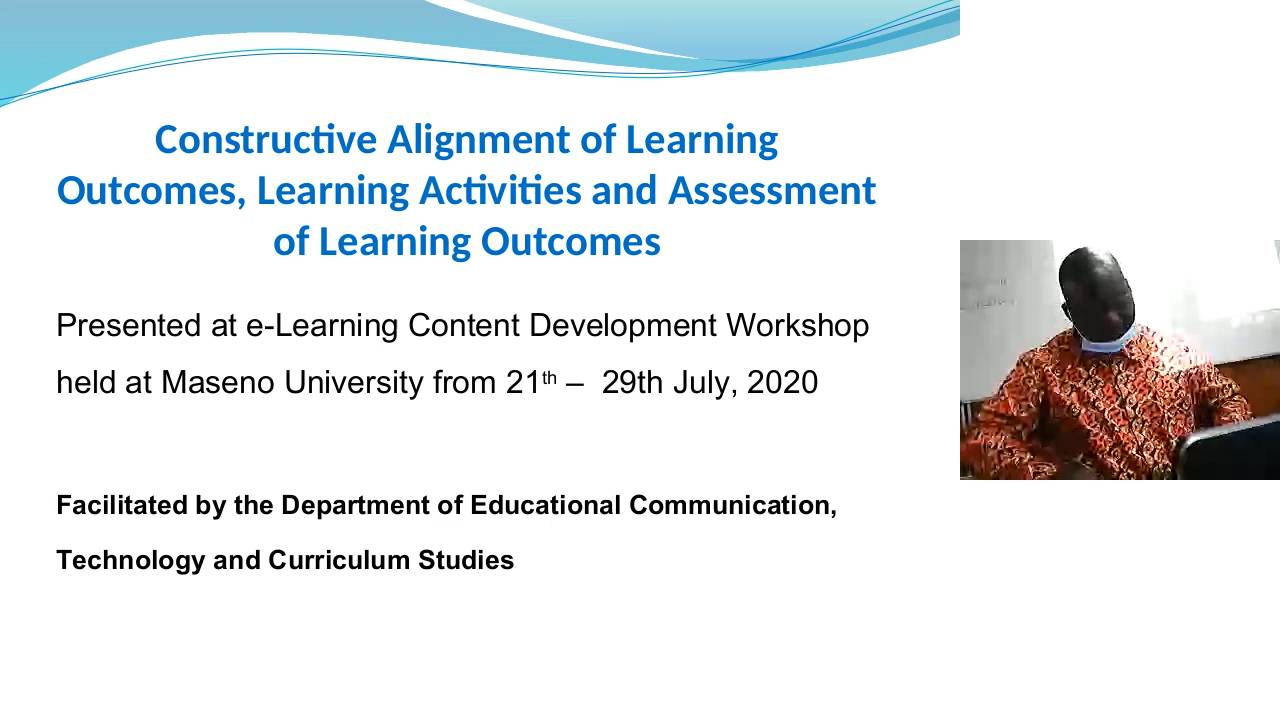 Constructive Alignment of Learning
Outcomes, Learning Activities and Assessment
of Learning Outcomes
Presented at e-Learning Content Development Workshop
held at Maseno University from 21th – 29th July, 2020
Facilitated by the Department of Educational Communication,
Technology and Curriculum Studies